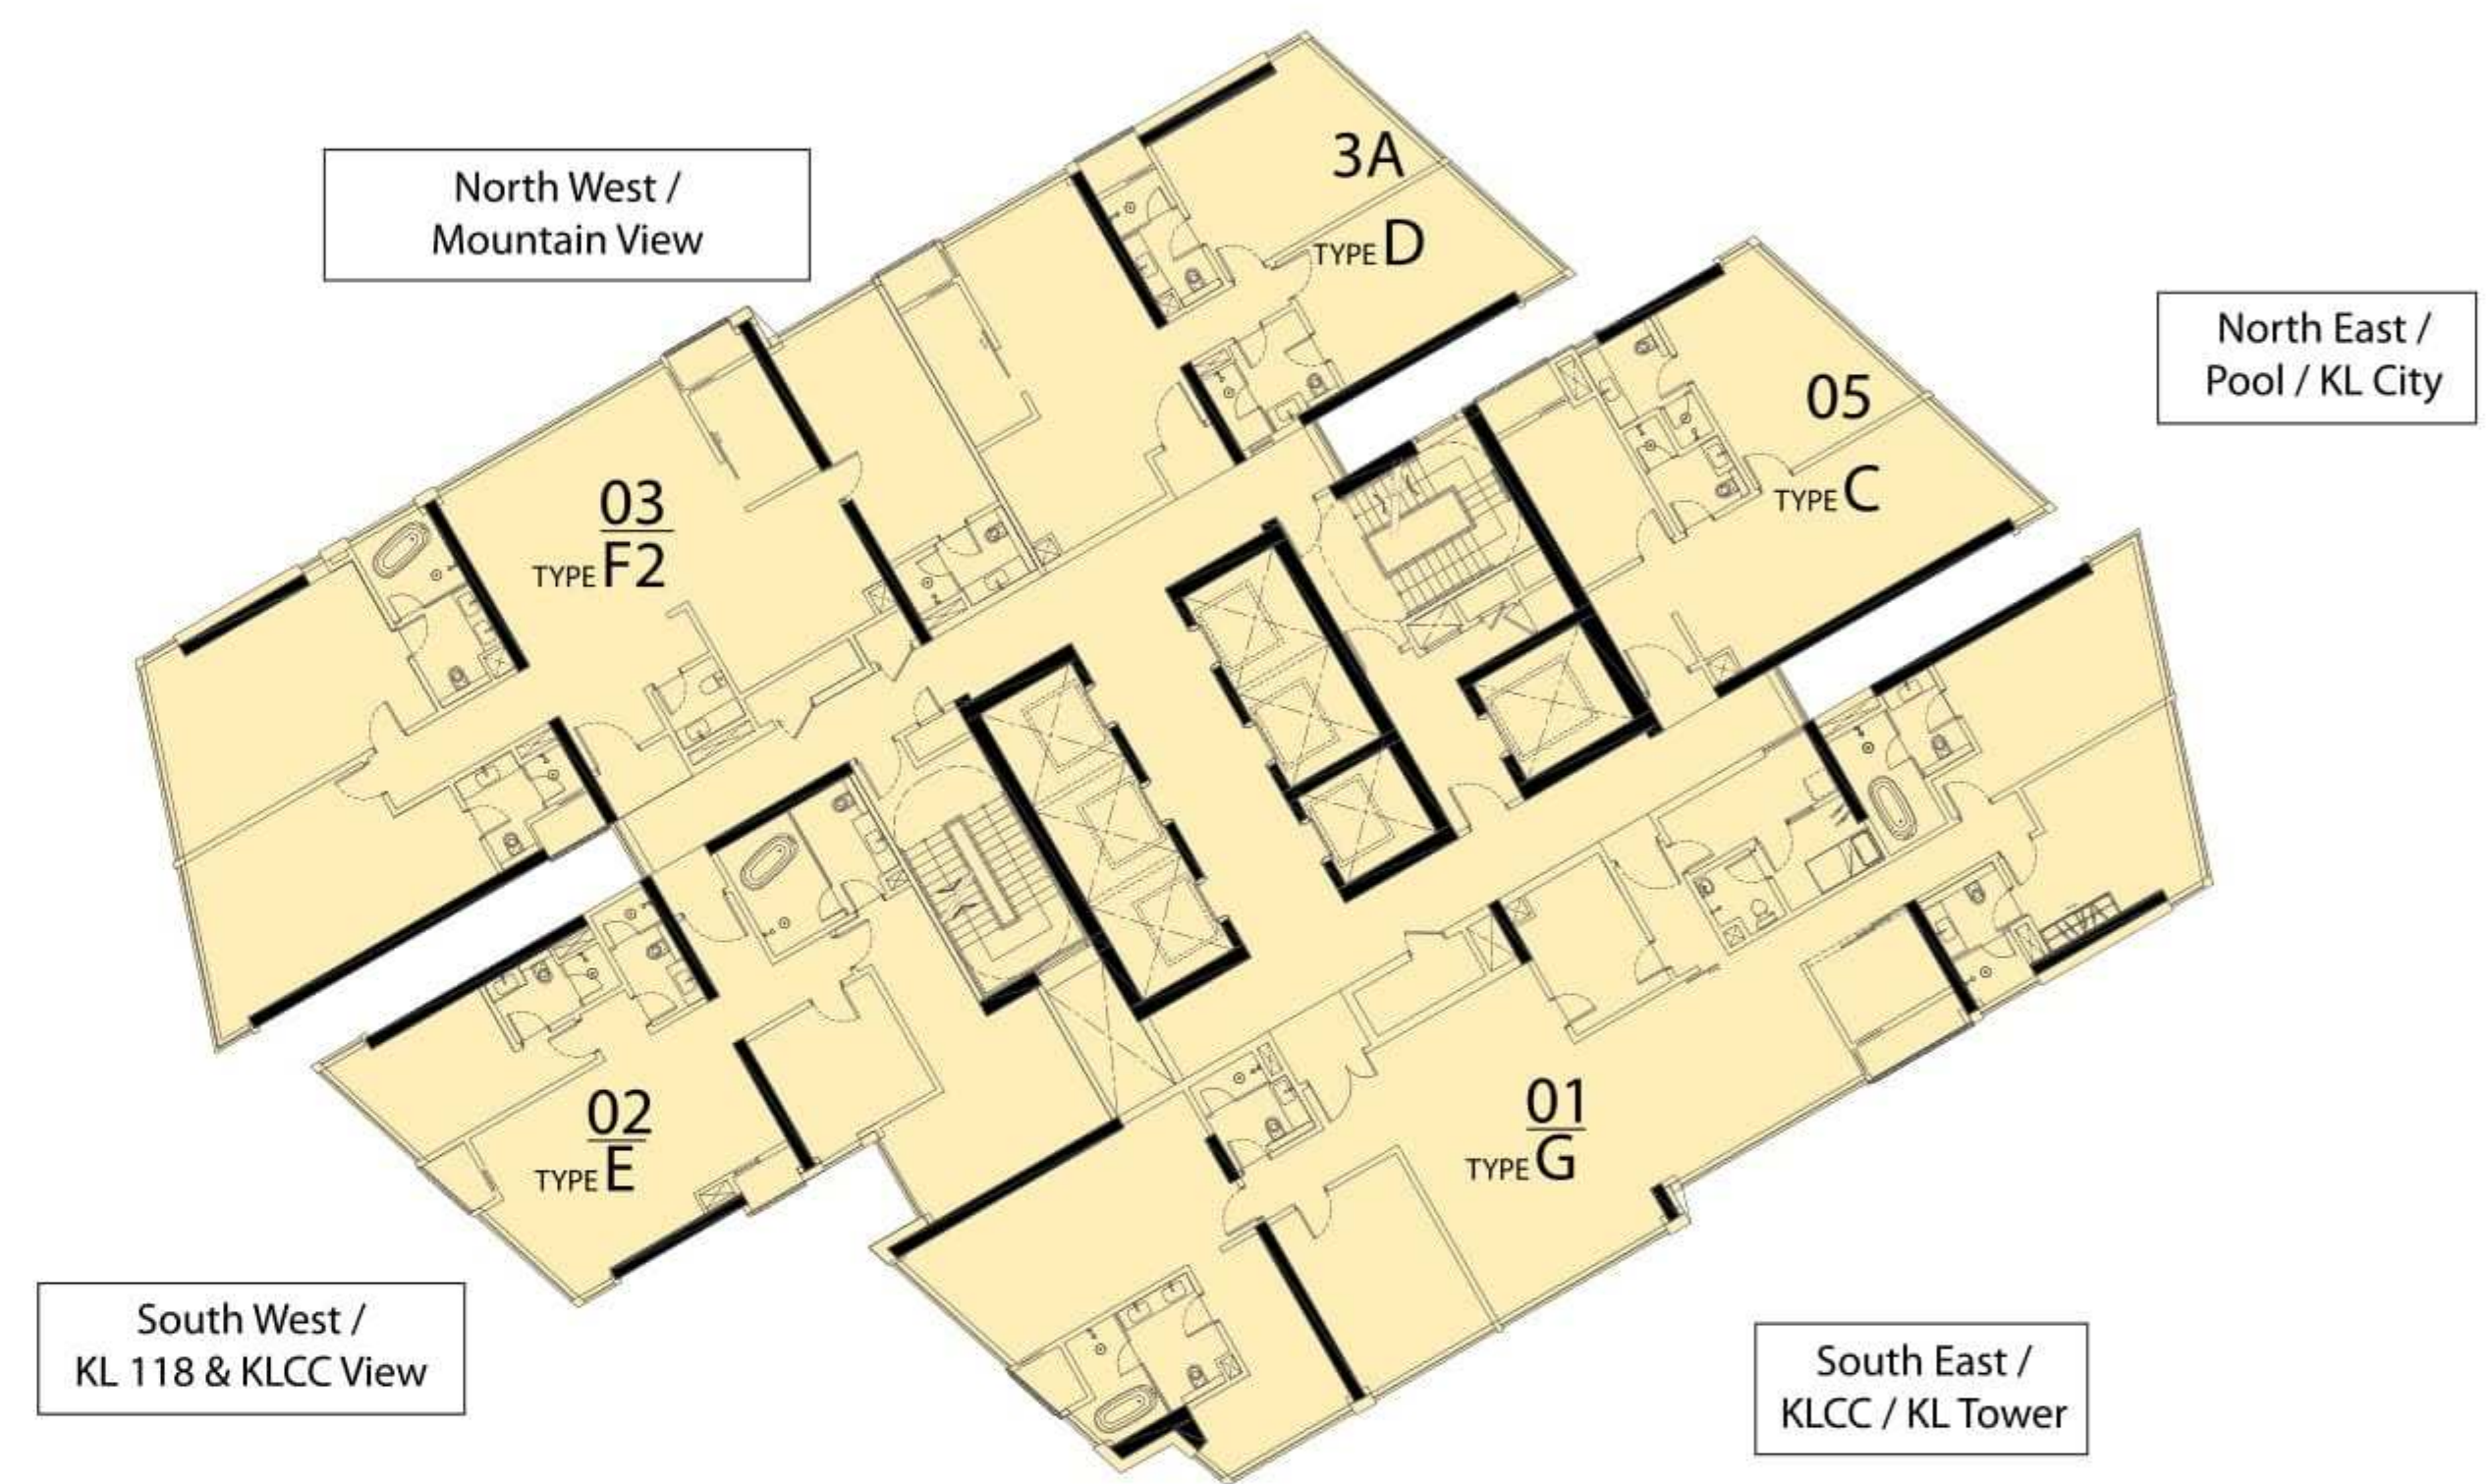 3A
TYPE D
North West /
Mountain View
North East /
Pool / KL City
05
TYPE C
03
TYPE F2
02
TYPE E
01
TYPE G
South West /
KL 118 & KLCC View
South East /
KLCC / KL Tower